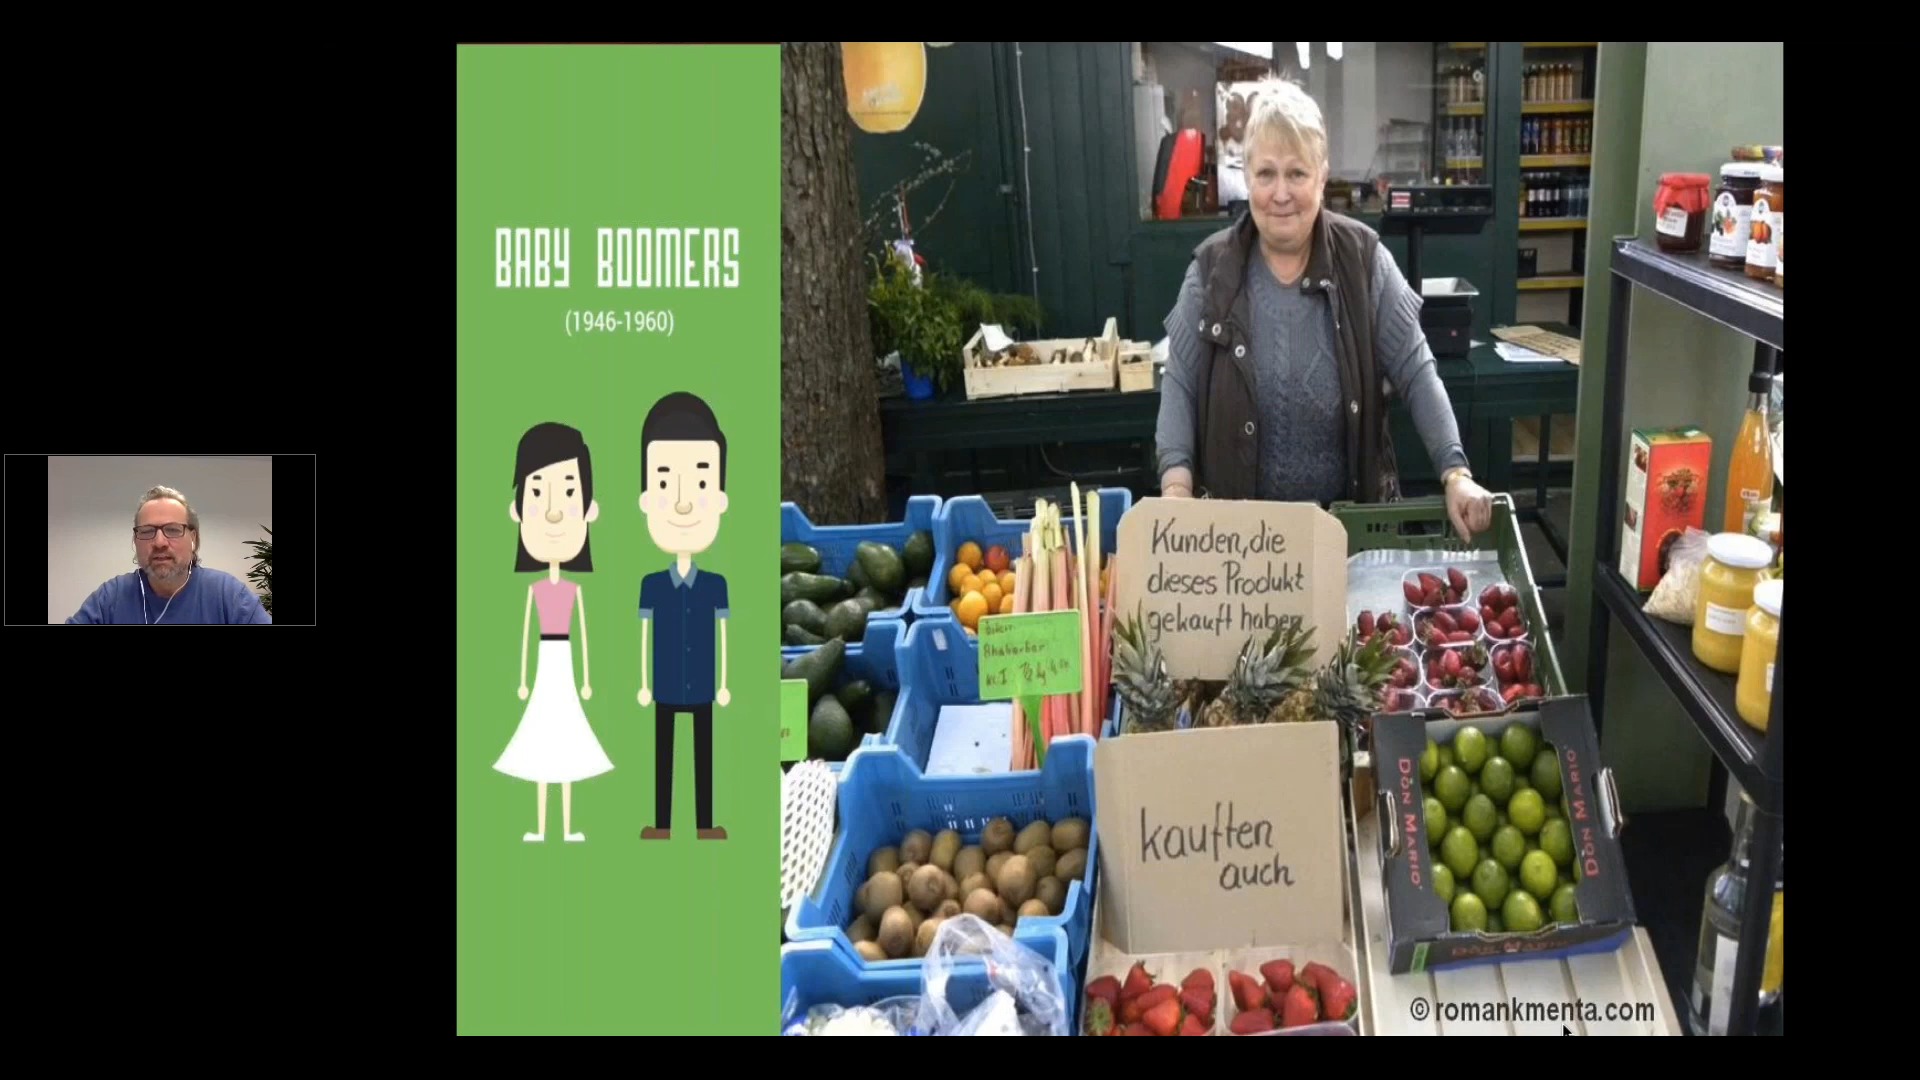 BABY BOOMERS
(1946-1960)
Kunden, die
dieses Produkt
gekauft haben
Rhabarber
kauften
auch
DON MARIO
DON MARIO
© romankmenta.com